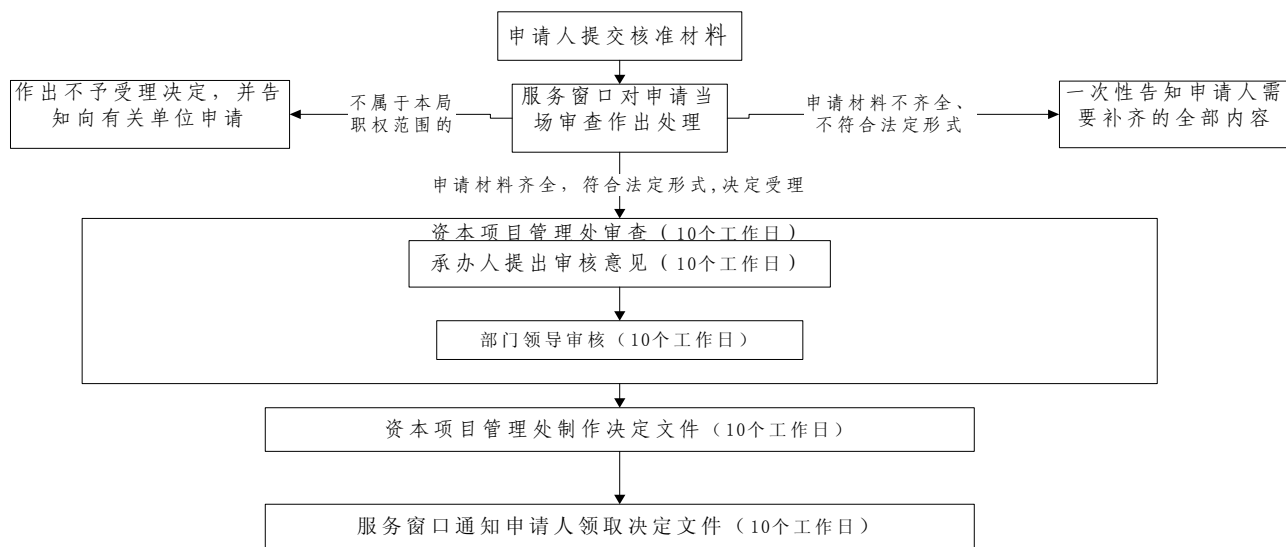 申请人提交核准材料
作出不予受理决定，并告
知向有关单位申请
不属于本局
职权范围的
服务窗口对申请当
场审查作出处理
申请材料不齐全、
不符合法定形式
一次性告知申请人需
要补齐的全部内容
申请材料齐全，符合法定形式,决定受理
资本项目管理处审查（10个工作日）
承办人提出审核意见（10个工作日）
部门领导审核（10个工作日）
资本项目管理处制作决定文件（10个工作日）
服务窗口通知申请人领取决定文件（10个工作日）